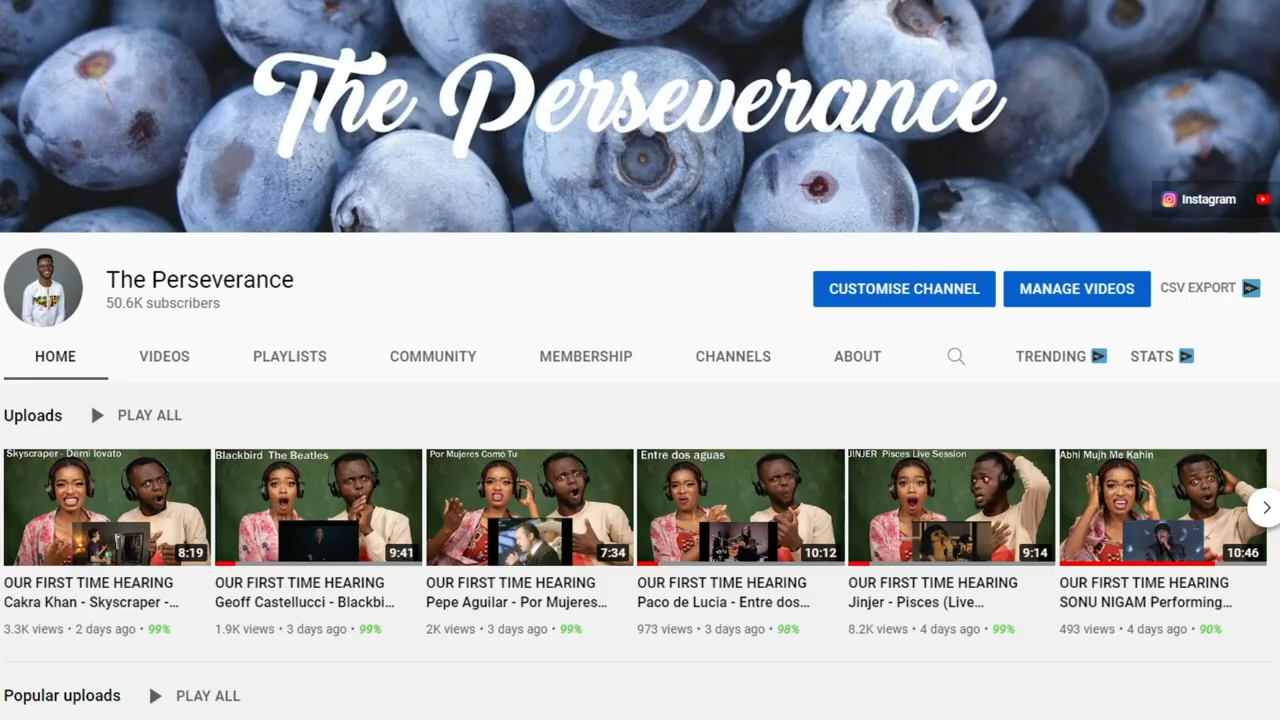 The Perseverance
Instagram
The Perseverance
50.6K subscribers
CUSTOMISE CHANNEL
MANAGE VIDEOS
CSV EXPORT
HOME
VIDEOS
PLAYLISTS
COMMUNITY
MEMBERSHIP
CHANNELS
ABOUT
TRENDING
STATS
Uploads
PLAY ALL
Skyscraper - Demi lovato
8:19
OUR FIRST TIME HEARING
Cakra Khan - Skyscraper -...
3.3K views • 2 days ago • 99%
Blackbird The Beatles
9:41
OUR FIRST TIME HEARING
Geoff Castellucci - Blackbi...
1.9K views • 3 days ago • 99%
Por Mujeres Como Tu
7:34
OUR FIRST TIME HEARING
Pepe Aguilar - Por Mujeres...
2K views • 3 days ago • 99%
Entre dos aguas
10:12
OUR FIRST TIME HEARING
Paco de Lucia - Entre dos...
973 views • 3 days ago • 98%
JINJER Pisces Live Session
9:14
OUR FIRST TIME HEARING
Jinjer - Pisces (Live...
8.2K views • 4 days ago • 99%
Abhi Mujh Me Kahin
10:46
OUR FIRST TIME HEARING
SONU NIGAM Performing...
493 views • 4 days ago • 90%
Popular uploads
PLAY ALL